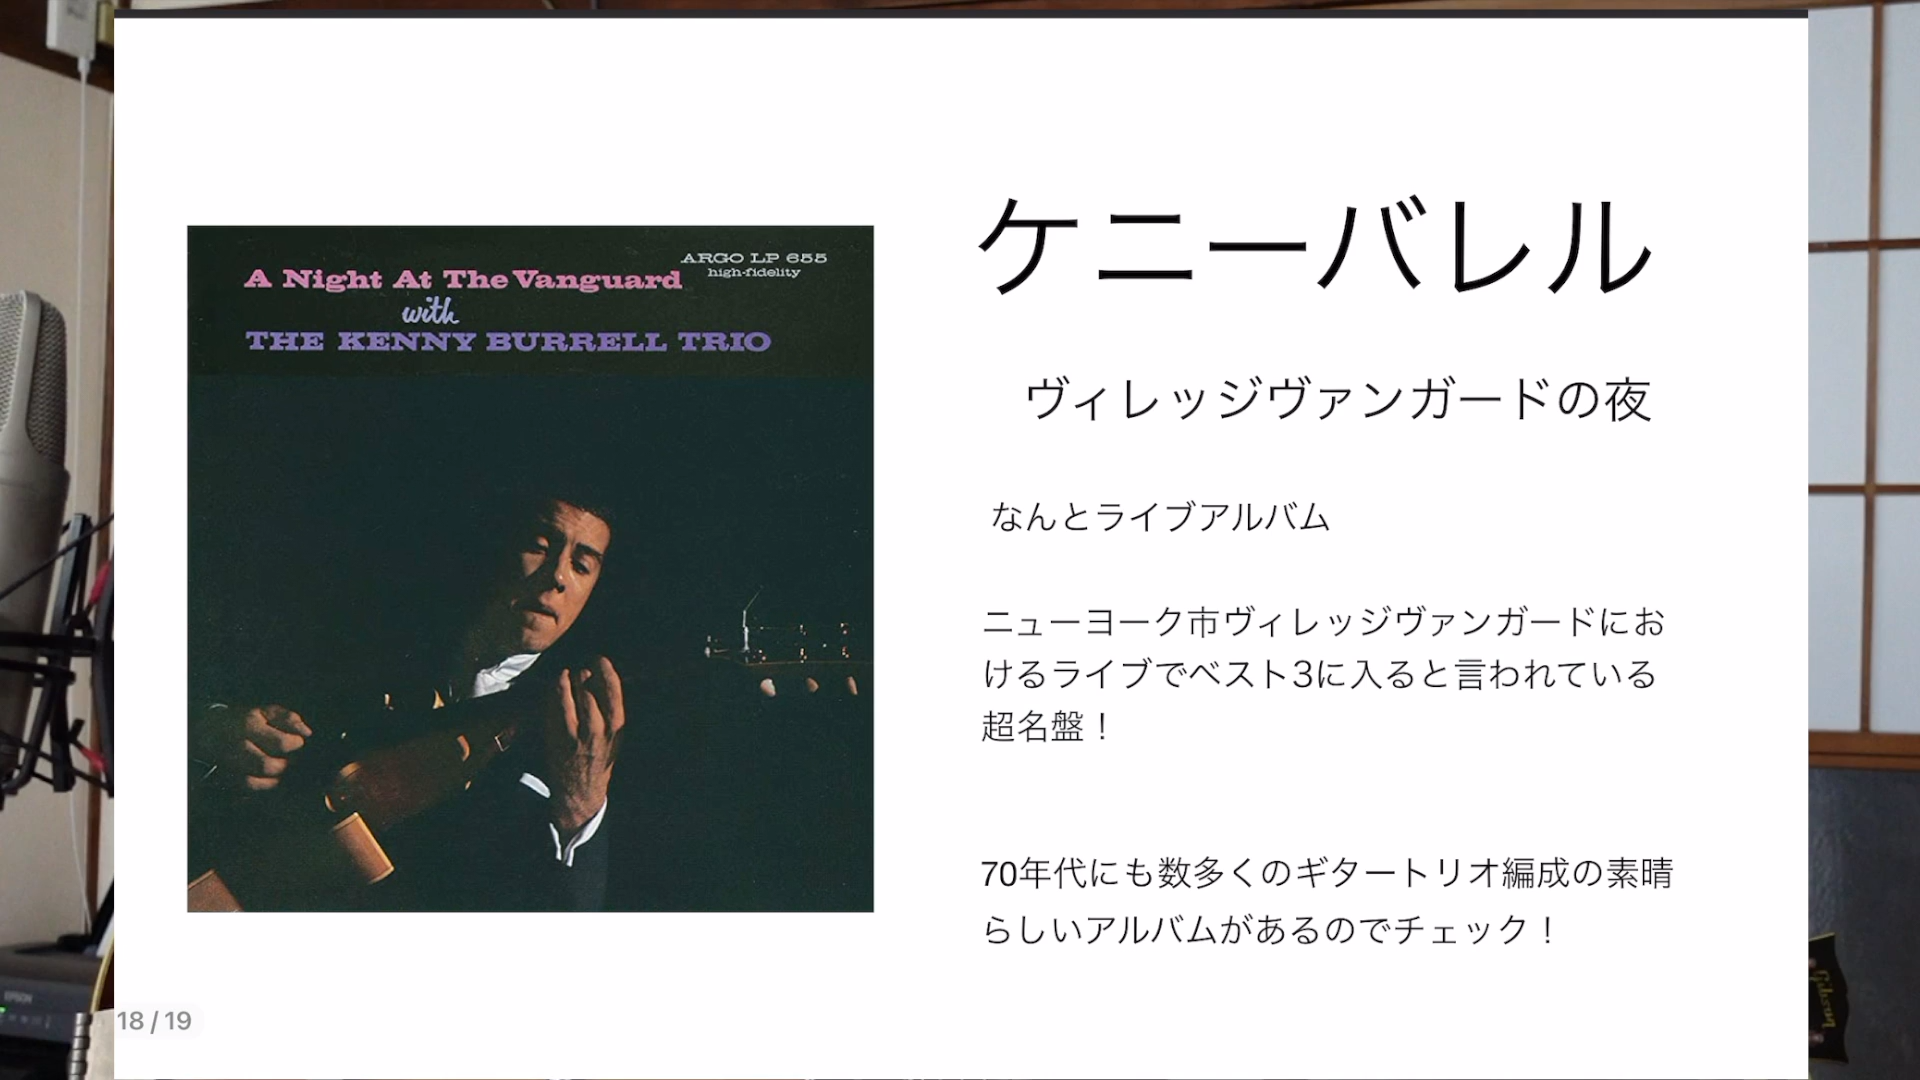 ケニーバレル
ヴィレッジヴァンガードの夜
なんとライブアルバム
ニューヨーク市ヴィレッジヴァンガードにお
けるライブでベスト3に入ると言われている
超名盤！
70年代にも数多くのギタートリオ編成の素晴
らしいアルバムがあるのでチェック！
ARGO LP 655
high-fidelity
A Night At The Vanguard
with
THE KENNY BURRELL TRIO
18 / 19
EPSON
Gibson